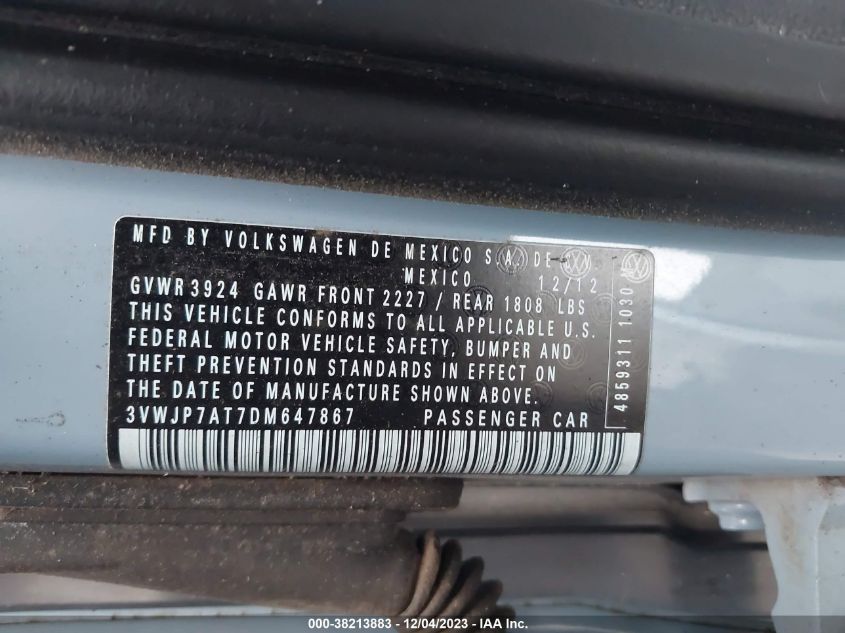 MFD BY VOLKSWAGEN DE MEXICO S.A. DE
MEXICO 12/12
GVWR 3924 GAWR FRONT 2227 / REAR 1808 LBS
THIS VEHICLE CONFORMS TO ALL APPLICABLE U.S.
FEDERAL MOTOR VEHICLE SAFETY, BUMPER AND
THEFT PREVENTION STANDARDS IN EFFECT ON
THE DATE OF MANUFACTURE SHOWN ABOVE.
3VWJP7AT7DM647867 PASSENGER CAR
4859311 1030
000-38213883 - 12/04/2023 - IAA Inc.